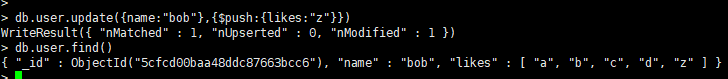 >
> db.user.update({name:"bob"},{$push:{likes:"z"}})
WriteResult({ "nMatched" : 1, "nUpserted" : 0, "nModified" : 1 })
> db.user.find()
{ "_id" : ObjectId("5cfcd00baa48ddc87663bcc6"), "name" : "bob", "likes" : [ "a", "b", "c", "d", "z" ] }
>